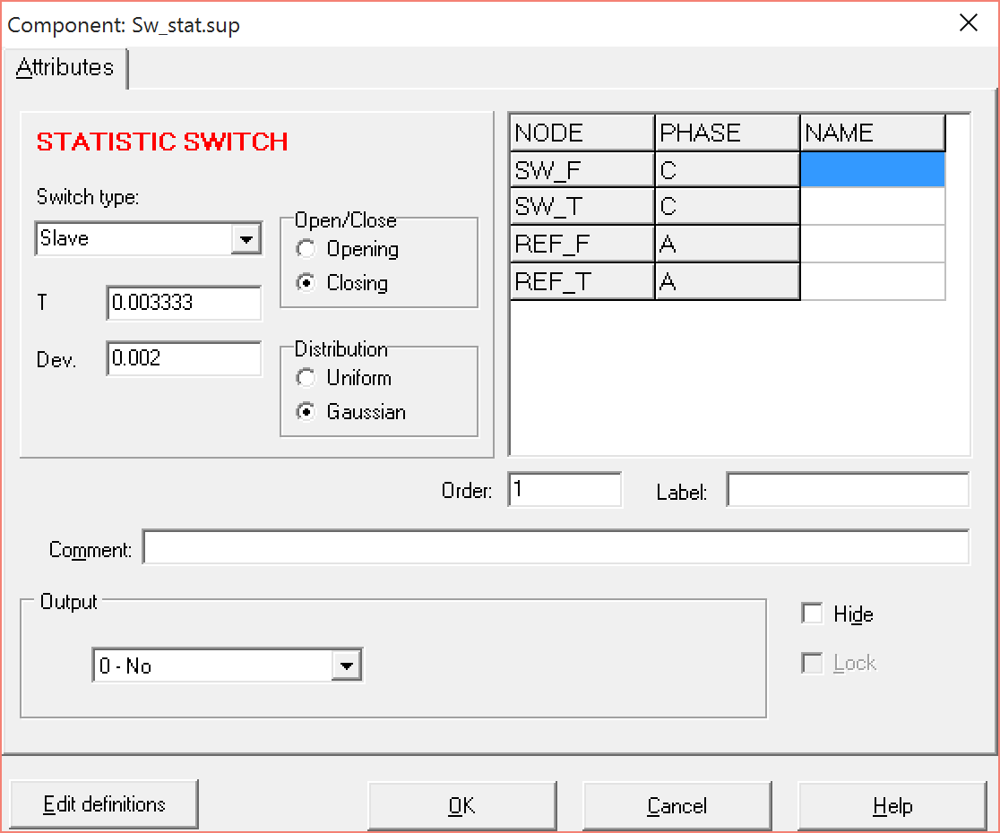 Component: Sw_stat.sup
Attributes
STATISTIC SWITCH
Switch type:
Slave
Open/Close
Opening
Closing
T 0.003333
Dev. 0.002
Distribution
Uniform
Gaussian
NODE PHASE NAME
SW_F C
SW_T C
REF_F A
REF_T A
Order: 1 Label:
Comment:
Output
0 - No
Hide
Lock
Edit definitions OK Cancel Help